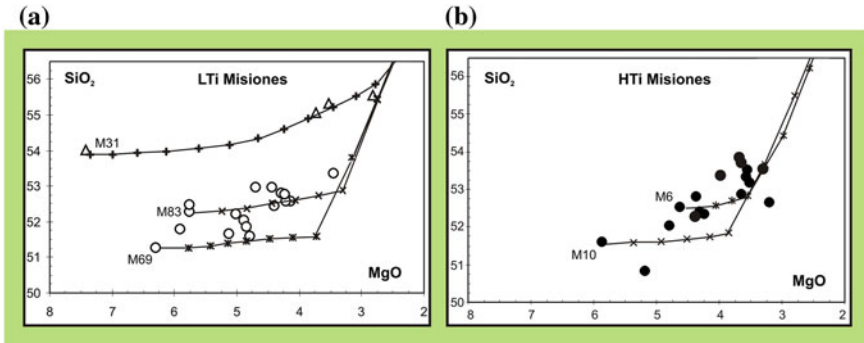 (a)
(b)
SiO₂
LTi Misiones
56
55
54
53
52
51
50
M31
M83
M69
MgO
8 7 6 5 4 3 2
SiO₂
HTi Misiones
56
55
54
53
52
51
50
M6
M10
MgO
8 7 6 5 4 3 2